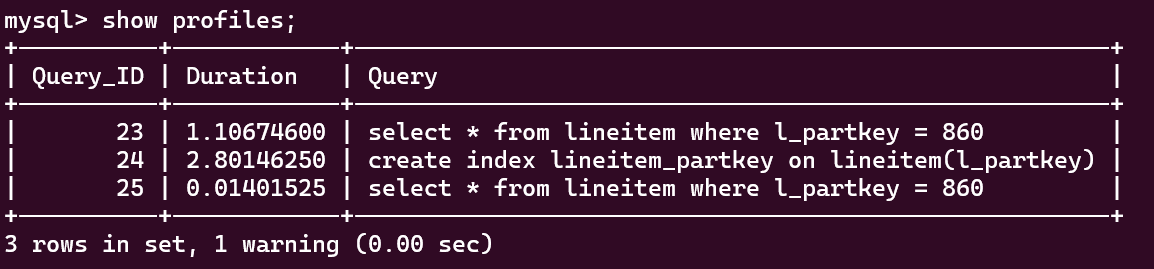 mysql> show profiles;
+----------+------------+-----------------------------------------------------+
| Query_ID | Duration   | Query                                               |
+----------+------------+-----------------------------------------------------+
|       23 | 1.10674600 | select * from lineitem where l_partkey = 860        |
|       24 | 2.80146250 | create index lineitem_partkey on lineitem(l_partkey) |
|       25 | 0.01401525 | select * from lineitem where l_partkey = 860        |
+----------+------------+-----------------------------------------------------+
3 rows in set, 1 warning (0.00 sec)